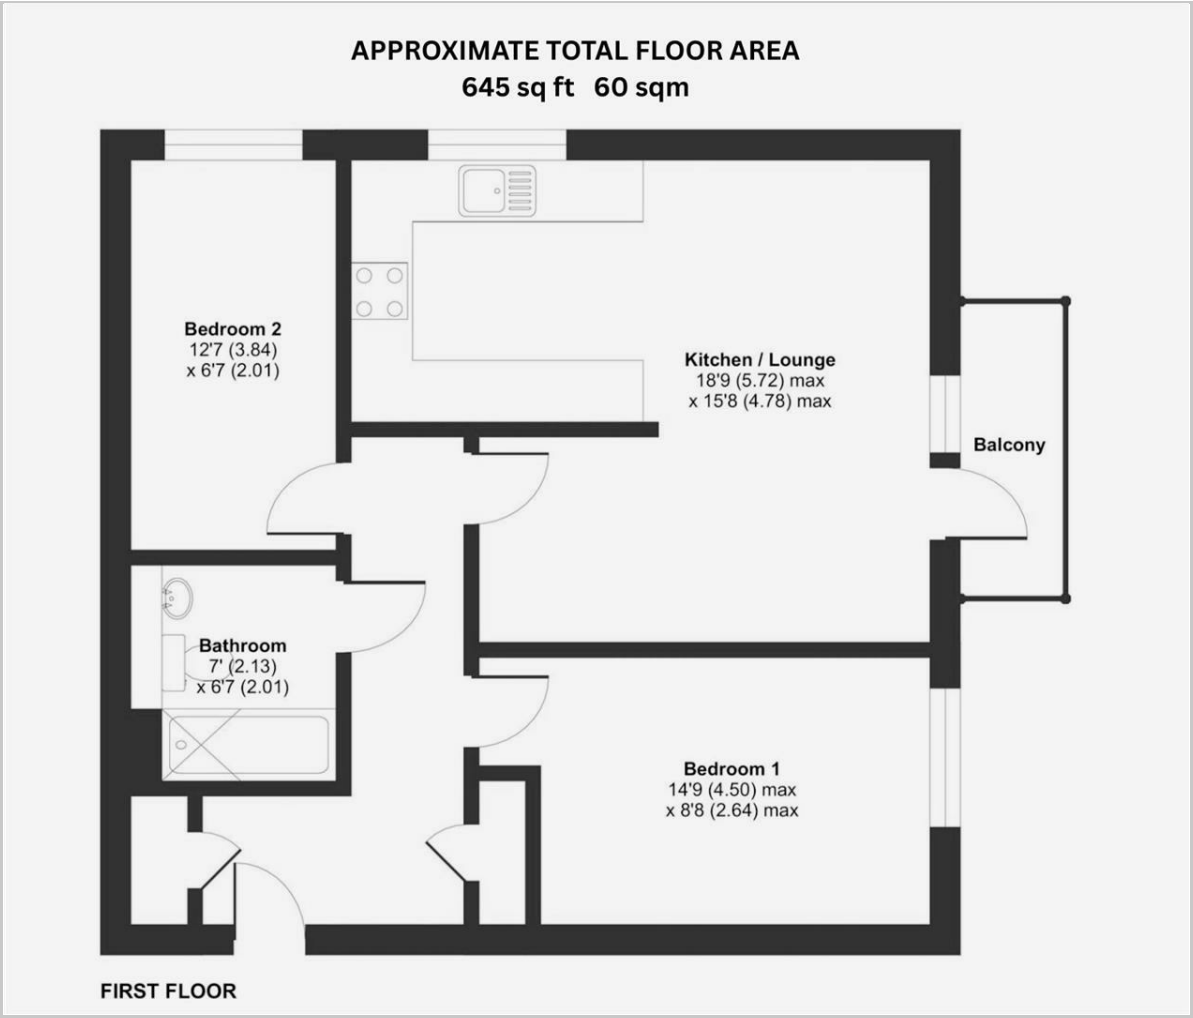 APPROXIMATE TOTAL FLOOR AREA
645 sq ft 60 sqm
Bedroom 2
12'7 (3.84)
x 6'7 (2.01)
Kitchen / Lounge
18'9 (5.72) max
x 15'8 (4.78) max
Balcony
Bathroom
7' (2.13)
x 6'7 (2.01)
Bedroom 1
14'9 (4.50) max
x 8'8 (2.64) max
FIRST FLOOR